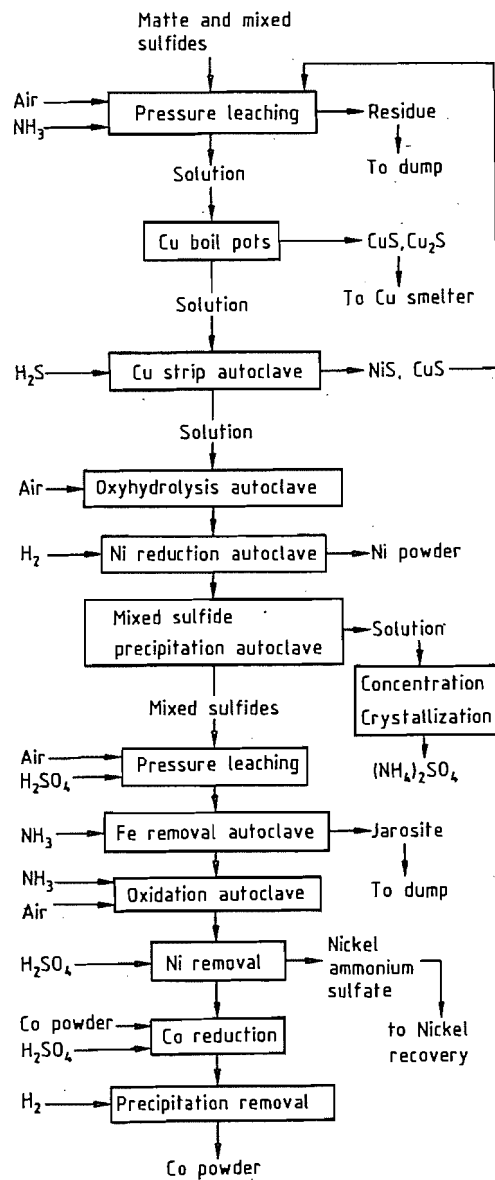 Matte and mixed
sulfides
Air
NH₃
Pressure leaching
Residue
To dump
Solution
Cu boil pots
CuS, Cu₂S
To Cu smelter
Solution
H₂S
Cu strip autoclave
NiS, CuS
Solution
Air
Oxyhydrolysis autoclave
H₂
Ni reduction autoclave
Ni powder
Mixed sulfide
precipitation autoclave
Solution
Concentration
Crystallization
(NH₄)₂SO₄
Mixed sulfides
Air
H₂SO₄
Pressure leaching
NH₃
Fe removal autoclave
Jarosite
To dump
NH₃
Air
Oxidation autoclave
H₂SO₄
Ni removal
Nickel
ammonium
sulfate
to Nickel
recovery
Co powder
H₂SO₄
Co reduction
H₂
Precipitation removal
Co powder